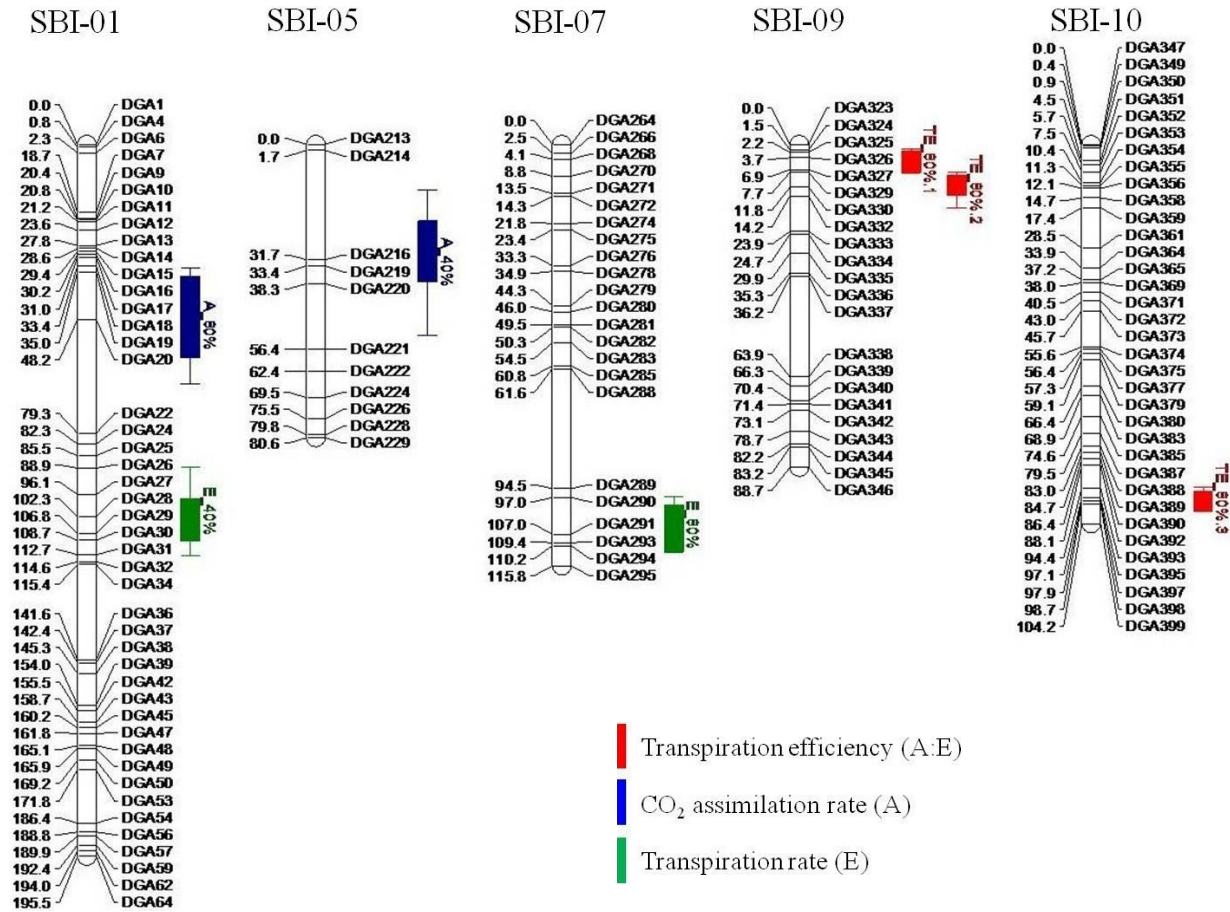 SBI-01
0.0 DGA1
0.8 DGA4
2.3 DGA6
18.7 DGA7
20.4 DGA9
20.8 DGA10
21.2 DGA11
23.6 DGA12
27.8 DGA13
28.6 DGA14
29.4 DGA15
30.2 DGA16
31.0 DGA17
33.4 DGA18
35.0 DGA19
48.2 DGA20
79.3 DGA22
82.3 DGA24
85.5 DGA25
88.9 DGA26
96.1 DGA27
102.3 DGA28
106.8 DGA29
108.7 DGA30
112.7 DGA31
114.6 DGA32
115.4 DGA34
141.6 DGA36
142.4 DGA37
145.3 DGA38
154.0 DGA39
155.5 DGA42
158.7 DGA43
160.2 DGA45
161.8 DGA47
165.1 DGA48
165.9 DGA49
169.2 DGA50
171.8 DGA53
186.4 DGA54
188.8 DGA56
189.9 DGA57
192.4 DGA59
194.0 DGA62
195.5 DGA64
A 80%
E 40%
SBI-05
0.0 DGA213
1.7 DGA214
31.7 DGA216
33.4 DGA219
38.3 DGA220
56.4 DGA221
62.4 DGA222
69.5 DGA224
75.5 DGA226
79.8 DGA228
80.6 DGA229
A 40%
SBI-07
0.0 DGA264
2.5 DGA266
4.1 DGA268
8.8 DGA270
13.5 DGA271
14.3 DGA272
21.8 DGA274
23.4 DGA275
33.3 DGA276
34.9 DGA278
44.3 DGA279
46.0 DGA280
49.5 DGA281
50.3 DGA282
54.5 DGA283
60.8 DGA285
61.6 DGA288
94.5 DGA289
97.0 DGA290
107.0 DGA291
109.4 DGA293
110.2 DGA294
115.8 DGA295
E 80%
SBI-09
0.0 DGA323
1.5 DGA324
2.2 DGA325
3.7 DGA326
6.9 DGA327
7.7 DGA329
11.8 DGA330
14.2 DGA332
23.9 DGA333
24.7 DGA334
29.9 DGA335
35.3 DGA336
36.2 DGA337
63.9 DGA338
66.3 DGA339
70.4 DGA340
71.4 DGA341
73.1 DGA342
78.7 DGA343
82.2 DGA344
83.2 DGA345
88.7 DGA346
TE 80%.1
TE 80%.2
SBI-10
0.0 DGA347
0.4 DGA349
0.9 DGA350
4.5 DGA351
5.7 DGA352
7.5 DGA353
10.4 DGA354
11.3 DGA355
12.1 DGA356
14.7 DGA358
17.4 DGA359
28.5 DGA361
33.9 DGA364
37.2 DGA365
38.0 DGA369
40.5 DGA371
43.0 DGA372
45.7 DGA373
55.6 DGA374
56.4 DGA375
57.3 DGA377
59.1 DGA379
66.4 DGA380
68.9 DGA383
74.6 DGA385
79.5 DGA387
83.0 DGA388
84.7 DGA389
86.4 DGA390
88.1 DGA392
94.4 DGA393
97.1 DGA395
97.9 DGA397
98.7 DGA398
104.2 DGA399
TE 80%.3
Transpiration efficiency (A:E)
CO₂ assimilation rate (A)
Transpiration rate (E)